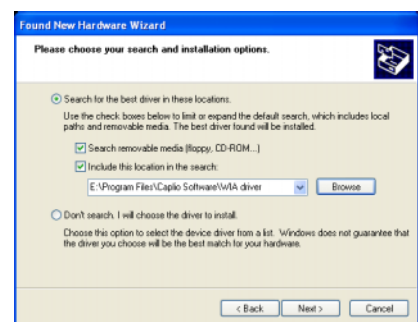 Found New Hardware Wizard
Please choose your search and installation options.
Search for the best driver in these locations.
Use the check boxes below to limit or expand the default search, which includes local
paths and removable media. The best driver found will be installed.
Search removable media (floppy, CD-ROM...)
Include this location in the search:
E:\Program Files\Caplio Software\WIA driver
Browse
Don't search. I will choose the driver to install.
Choose this option to select the device driver from a list. Windows does not guarantee that
the driver you choose will be the best match for your hardware.
< Back Next > Cancel